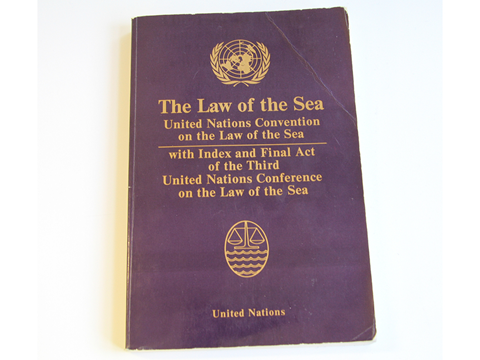 The Law of the Sea
United Nations Convention
on the Law of the Sea
with Index and Final Act
of the Third
United Nations Conference
on the Law of the Sea
United Nations